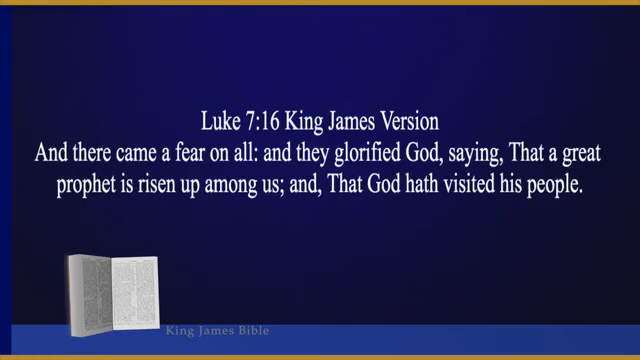 Luke 7:16 King James Version
And there came a fear on all: and they glorified God, saying, That a great
prophet is risen up among us; and, That God hath visited his people.
King James Bible